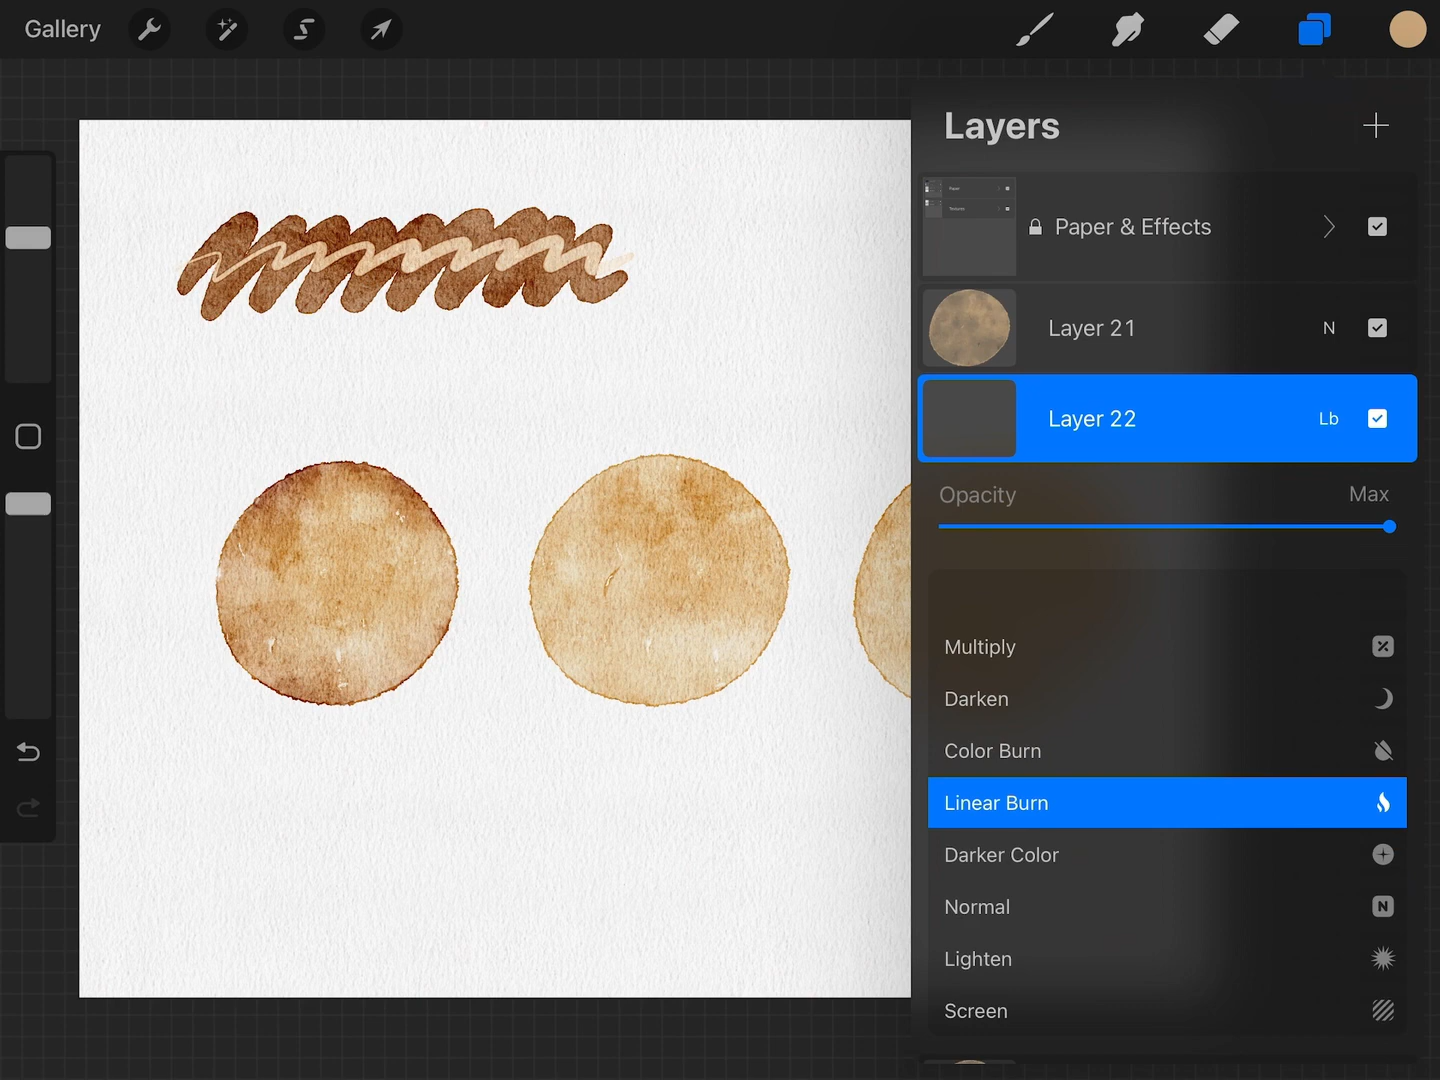 Gallery
Layers
Paper & Effects
Layer 21 N
Layer 22 Lb
Opacity Max
Multiply
Darken
Color Burn
Linear Burn
Darker Color
Normal N
Lighten
Screen